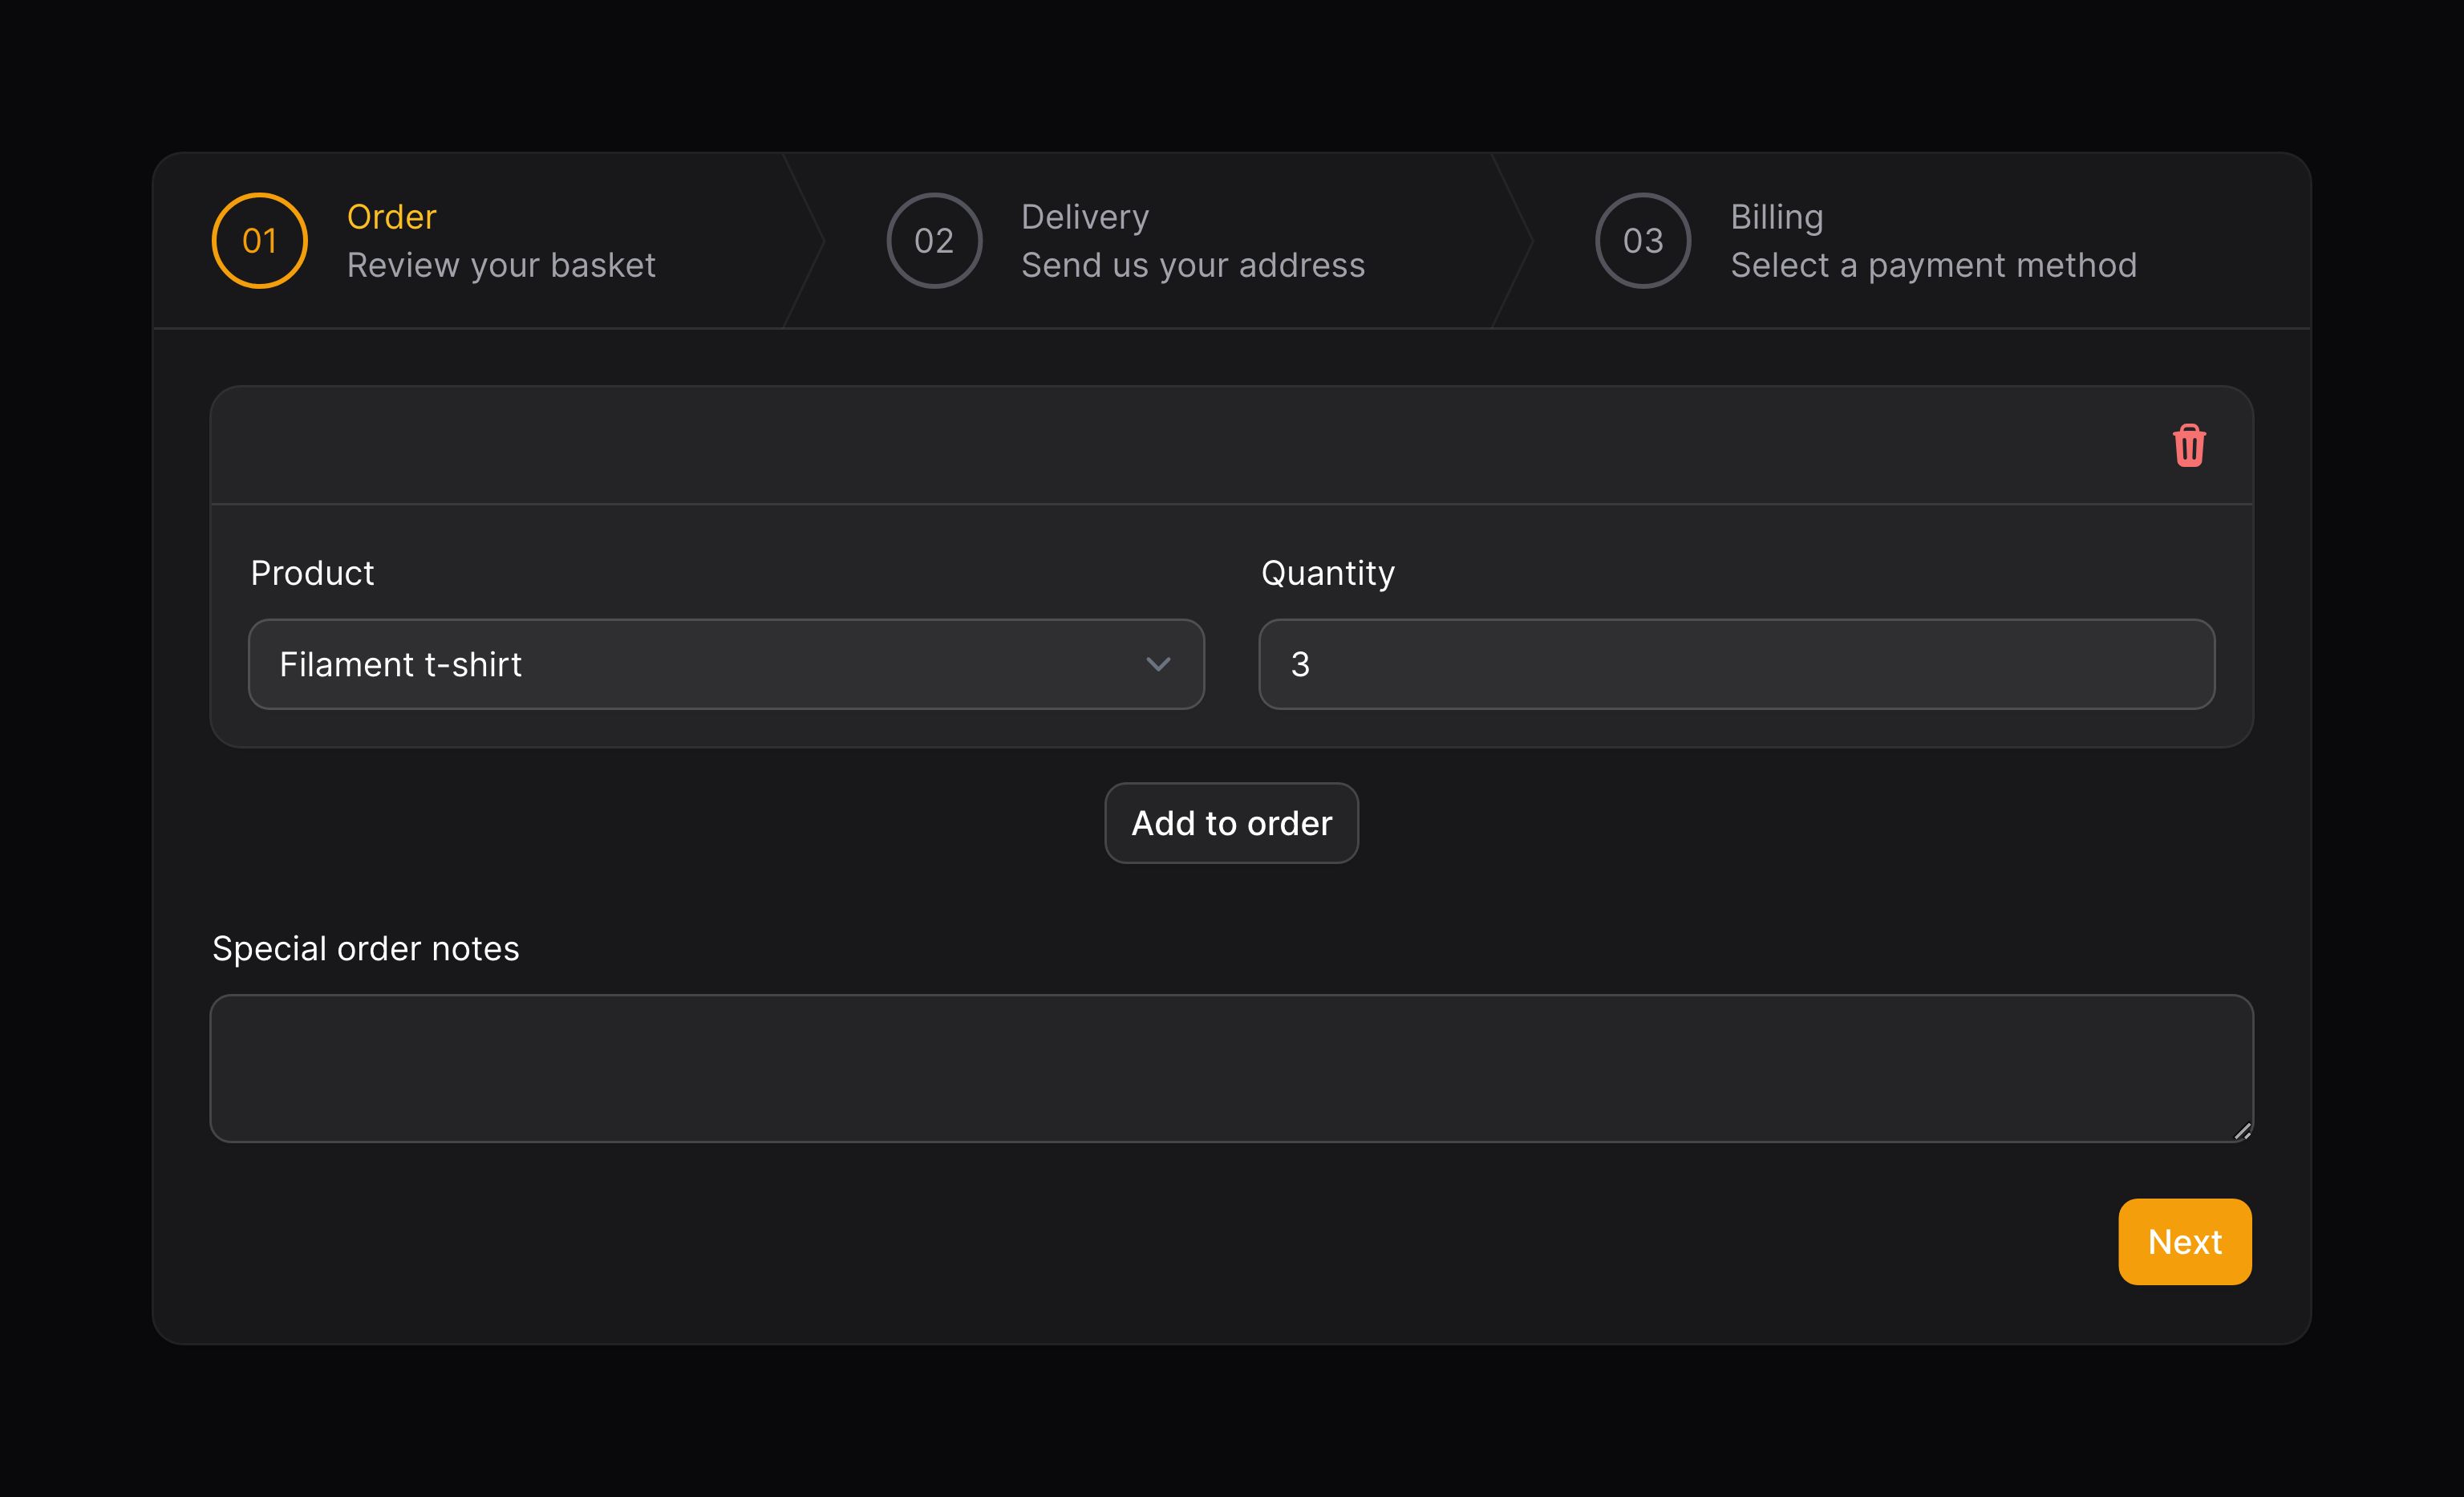 01
Order
Review your basket
02
Delivery
Send us your address
03
Billing
Select a payment method
Product
Quantity
Filament t-shirt
3
Add to order
Special order notes
Next